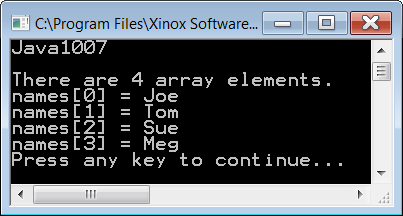 C:\Program Files\Xinox Software...
Java1007
There are 4 array elements.
names[0] = Joe
names[1] = Tom
names[2] = Sue
names[3] = Meg
Press any key to continue...